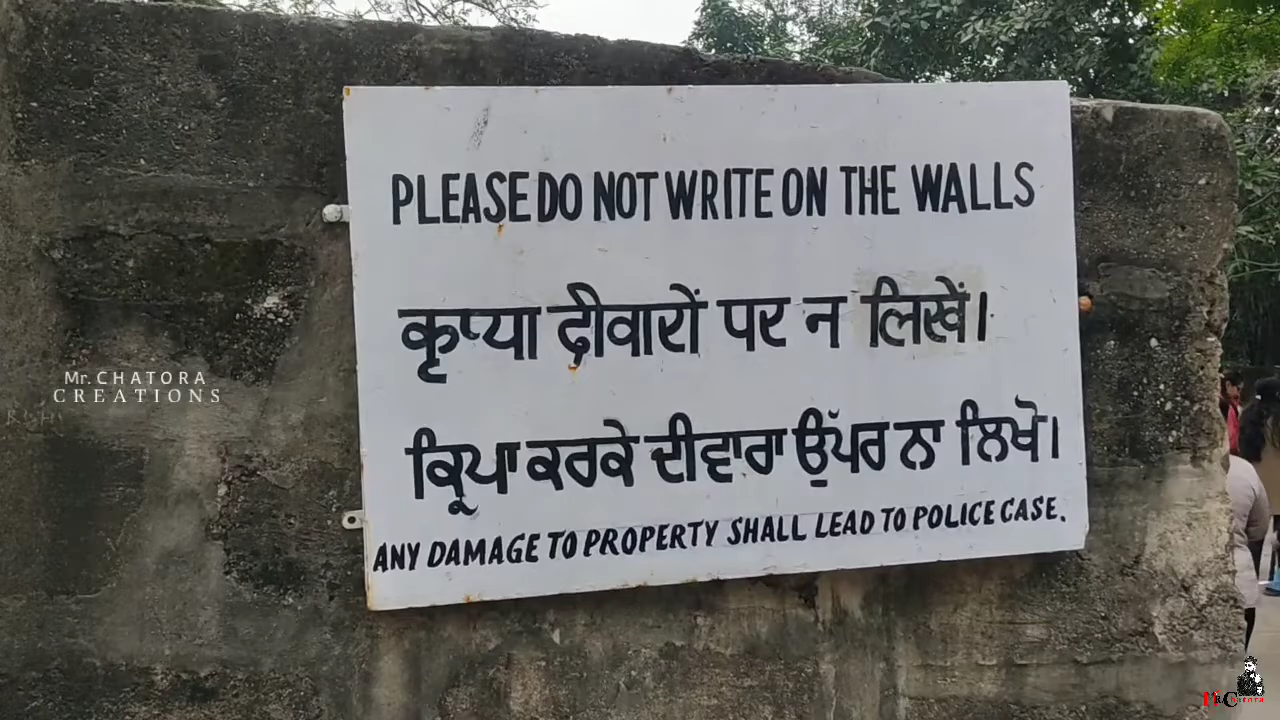 PLEASE DO NOT WRITE ON THE WALLS
कृप्या दीवारों पर न लिखें।
ਕ੍ਰਿਪਾ ਕਰਕੇ ਦੀਵਾਰਾ ਉੱਪਰ ਨਾ ਲਿਖੋ।
ANY DAMAGE TO PROPERTY SHALL LEAD TO POLICE CASE.
Mr. CHATORA
CREATIONS